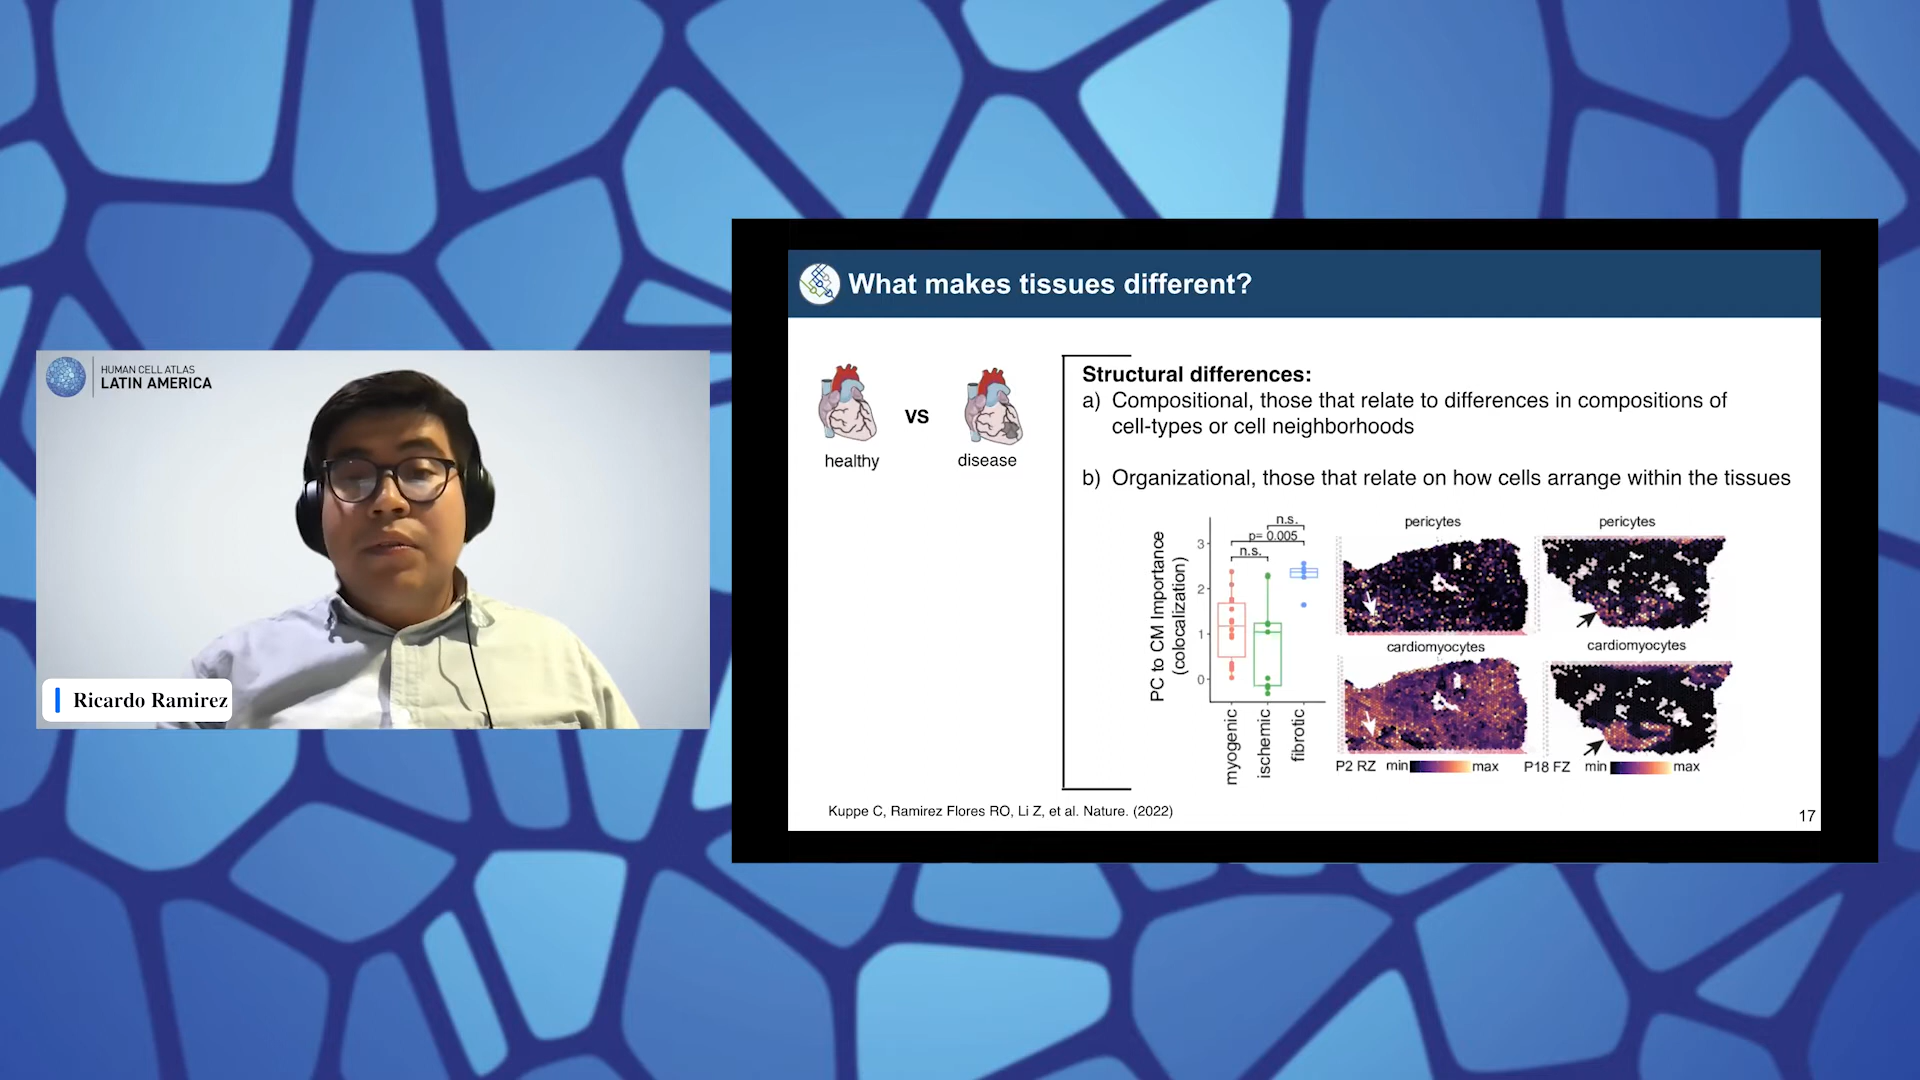 HUMAN CELL ATLAS
LATIN AMERICA
Ricardo Ramirez
What makes tissues different?
healthy
VS
disease
Structural differences:
a) Compositional, those that relate to differences in compositions of
cell-types or cell neighborhoods
b) Organizational, those that relate on how cells arrange within the tissues
PC to CM Importance
(colocalization)
3
2
1
0
n.s.
p= 0.005
n.s.
myogenic
ischemic
fibrotic
pericytes
pericytes
cardiomyocytes
cardiomyocytes
P2 RZ min max
P18 FZ min max
Kuppe C, Ramirez Flores RO, Li Z, et al. Nature. (2022)
17